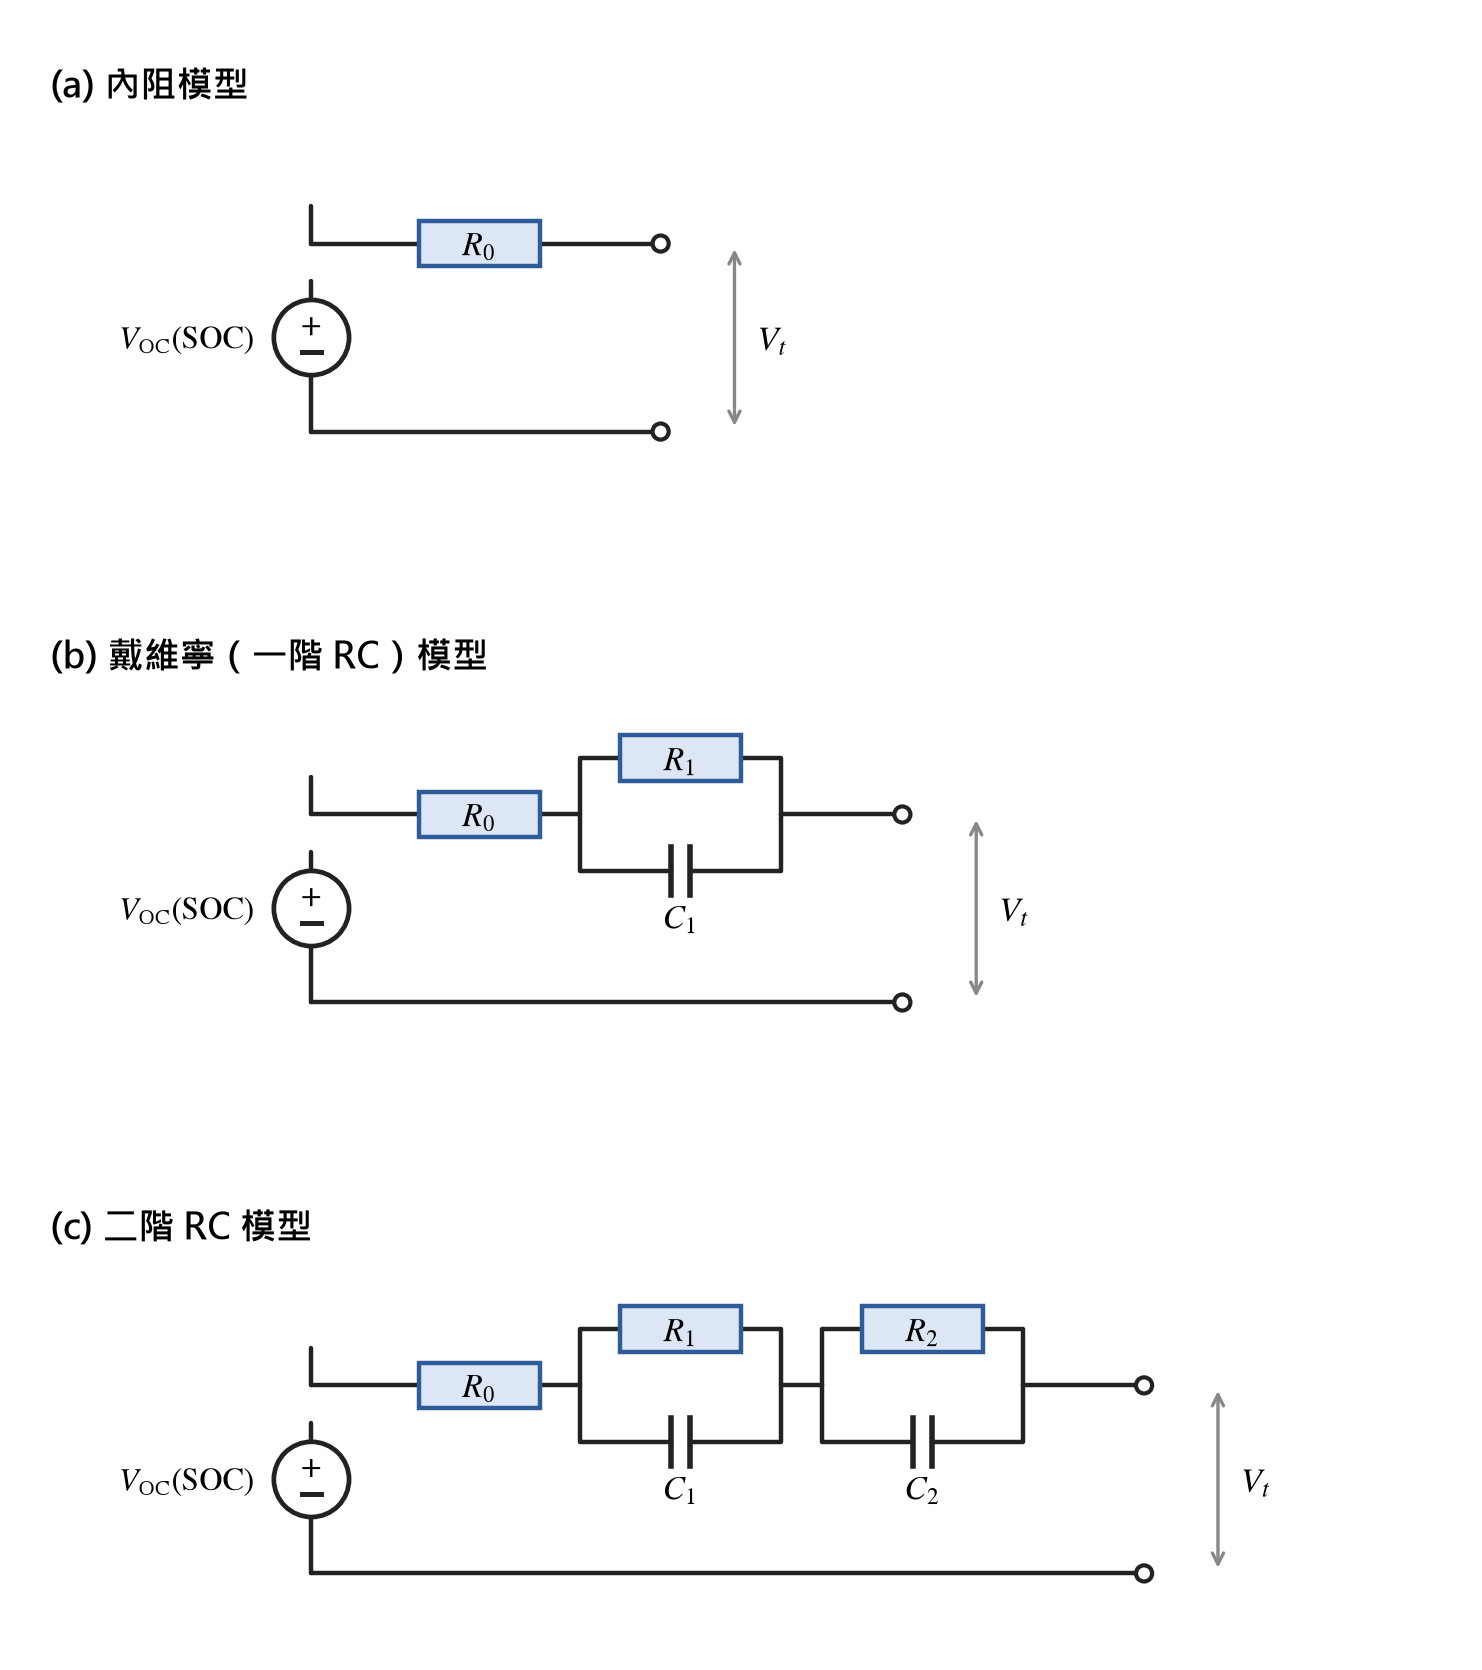 (a) 內阻模型
R0
+
VOC(SOC)
Vt
(b) 戴維寧（一階 RC）模型
R1
R0
+
VOC(SOC)
C1
Vt
(c) 二階 RC 模型
R1
R2
R0
+
VOC(SOC)
C1
C2
Vt